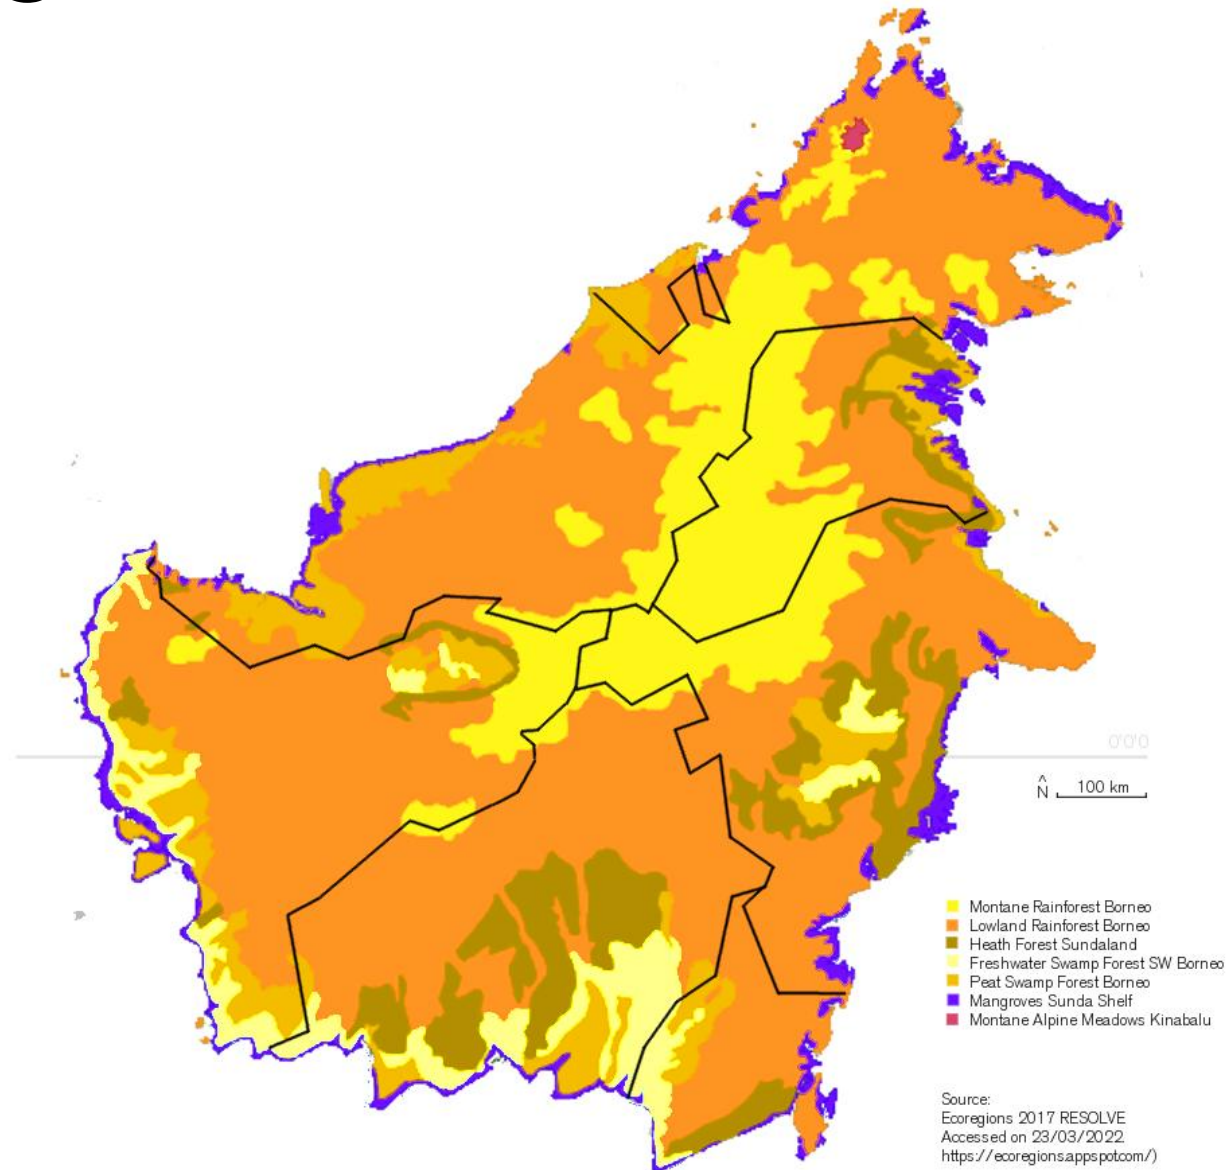 0°0'0
^
N 100 km
Montane Rainforest Borneo
Lowland Rainforest Borneo
Heath Forest Sundaland
Freshwater Swamp Forest SW Borneo
Peat Swamp Forest Borneo
Mangroves Sunda Shelf
Montane Alpine Meadows Kinabalu
Source:
Ecoregions 2017 RESOLVE
Accessed on 23/03/2022
https://ecoregions.appspot.com/)